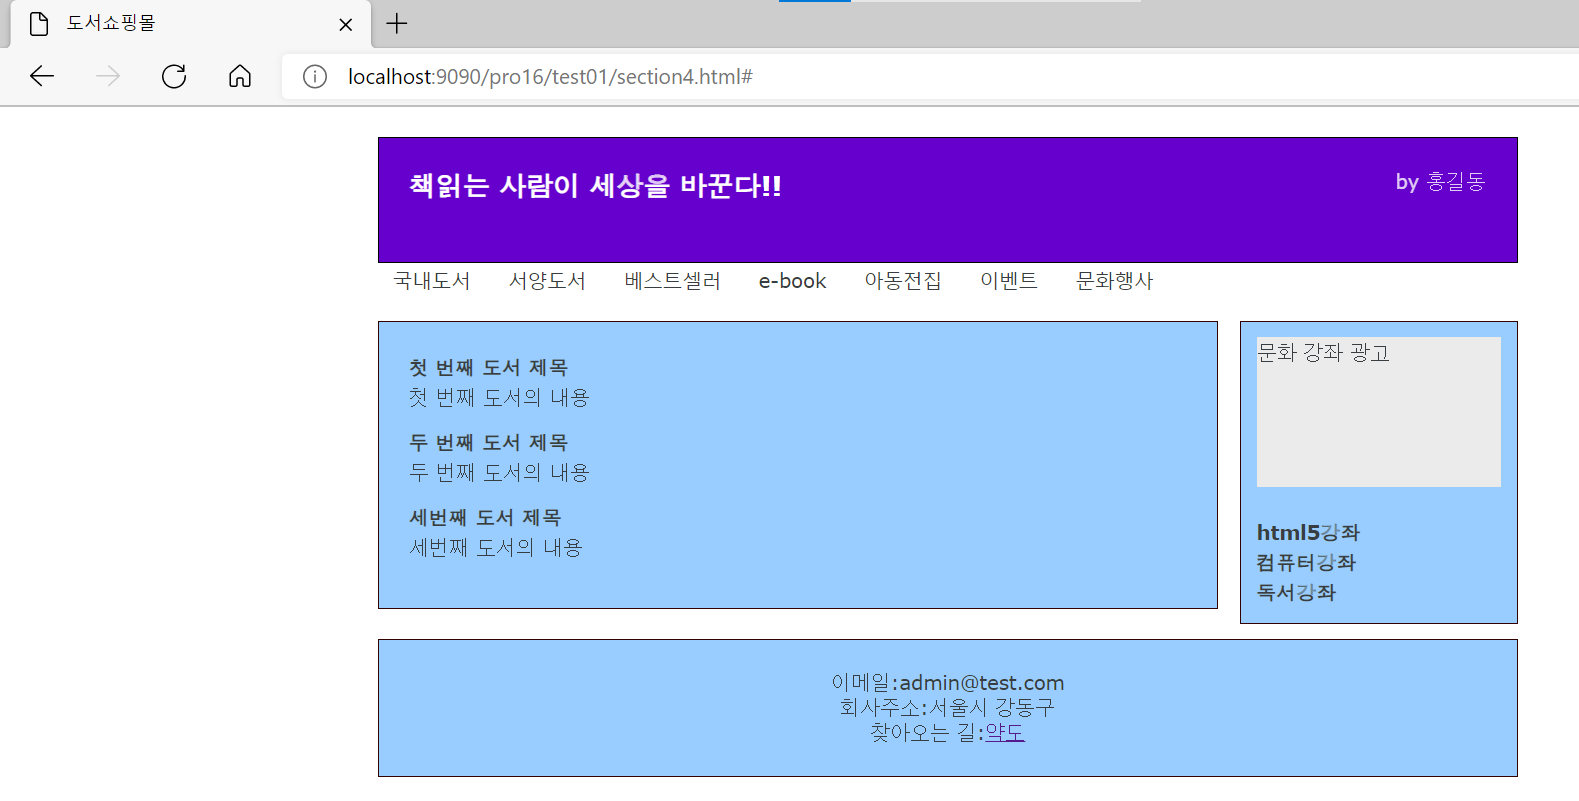 도서쇼핑몰
localhost:9090/pro16/test01/section4.html#
책읽는 사람이 세상을 바꾼다!!
by 홍길동
국내도서 서양도서 베스트셀러 e-book 아동전집 이벤트 문화행사
첫 번째 도서 제목
첫 번째 도서의 내용
두 번째 도서 제목
두 번째 도서의 내용
세번째 도서 제목
세번째 도서의 내용
문화 강좌 광고
html5강좌
컴퓨터강좌
독서강좌
이메일:admin@test.com
회사주소:서울시 강동구
찾아오는 길:약도